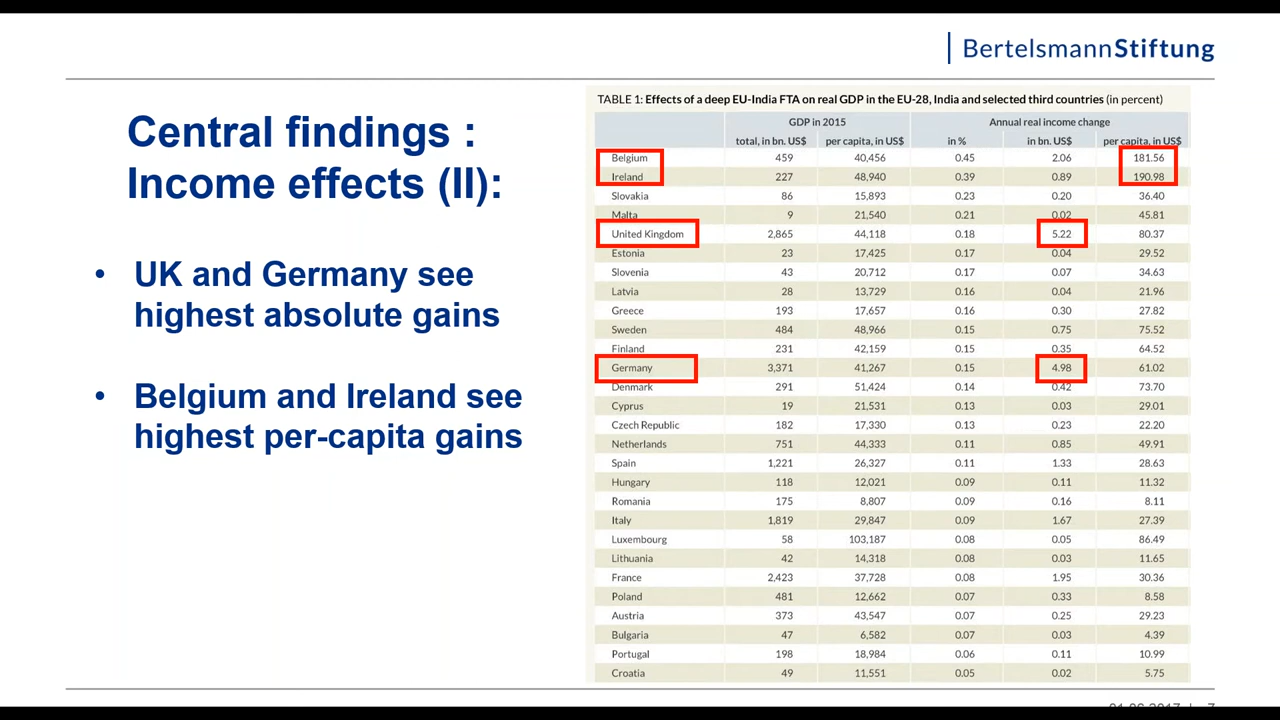 BertelsmannStiftung
Central findings :
Income effects (II):
• UK and Germany see
highest absolute gains
• Belgium and Ireland see
highest per-capita gains
TABLE 1: Effects of a deep EU-India FTA on real GDP in the EU-28, India and selected third countries (in percent)
GDP in 2015 Annual real income change
total, in bn. US$ per capita, in US$ in % in bn. US$ per capita, in US$
Belgium 459 40,456 0.45 2.06 181.56
Ireland 227 48,940 0.39 0.89 190.98
Slovakia 86 15,893 0.23 0.20 36.40
Malta 9 21,540 0.21 0.02 45.81
United Kingdom 2,865 44,118 0.18 5.22 80.37
Estonia 23 17,425 0.17 0.04 29.52
Slovenia 43 20,712 0.17 0.07 34.63
Latvia 28 13,729 0.16 0.04 21.96
Greece 193 17,657 0.16 0.30 27.82
Sweden 484 48,966 0.15 0.75 75.52
Finland 231 42,159 0.15 0.35 64.52
Germany 3,371 41,267 0.15 4.98 61.02
Denmark 291 51,424 0.14 0.42 73.70
Cyprus 19 21,531 0.13 0.03 29.01
Czech Republic 182 17,330 0.13 0.23 22.20
Netherlands 751 44,333 0.11 0.85 49.91
Spain 1,221 26,327 0.11 1.33 28.63
Hungary 118 12,021 0.09 0.11 11.32
Romania 175 8,807 0.09 0.16 8.11
Italy 1,819 29,847 0.09 1.67 27.39
Luxembourg 58 103,187 0.08 0.05 86.49
Lithuania 42 14,318 0.08 0.03 11.65
France 2,423 37,728 0.08 1.95 30.36
Poland 481 12,662 0.07 0.33 8.58
Austria 373 43,547 0.07 0.25 29.23
Bulgaria 47 6,582 0.07 0.03 4.39
Portugal 198 18,984 0.06 0.11 10.99
Croatia 49 11,551 0.05 0.02 5.75